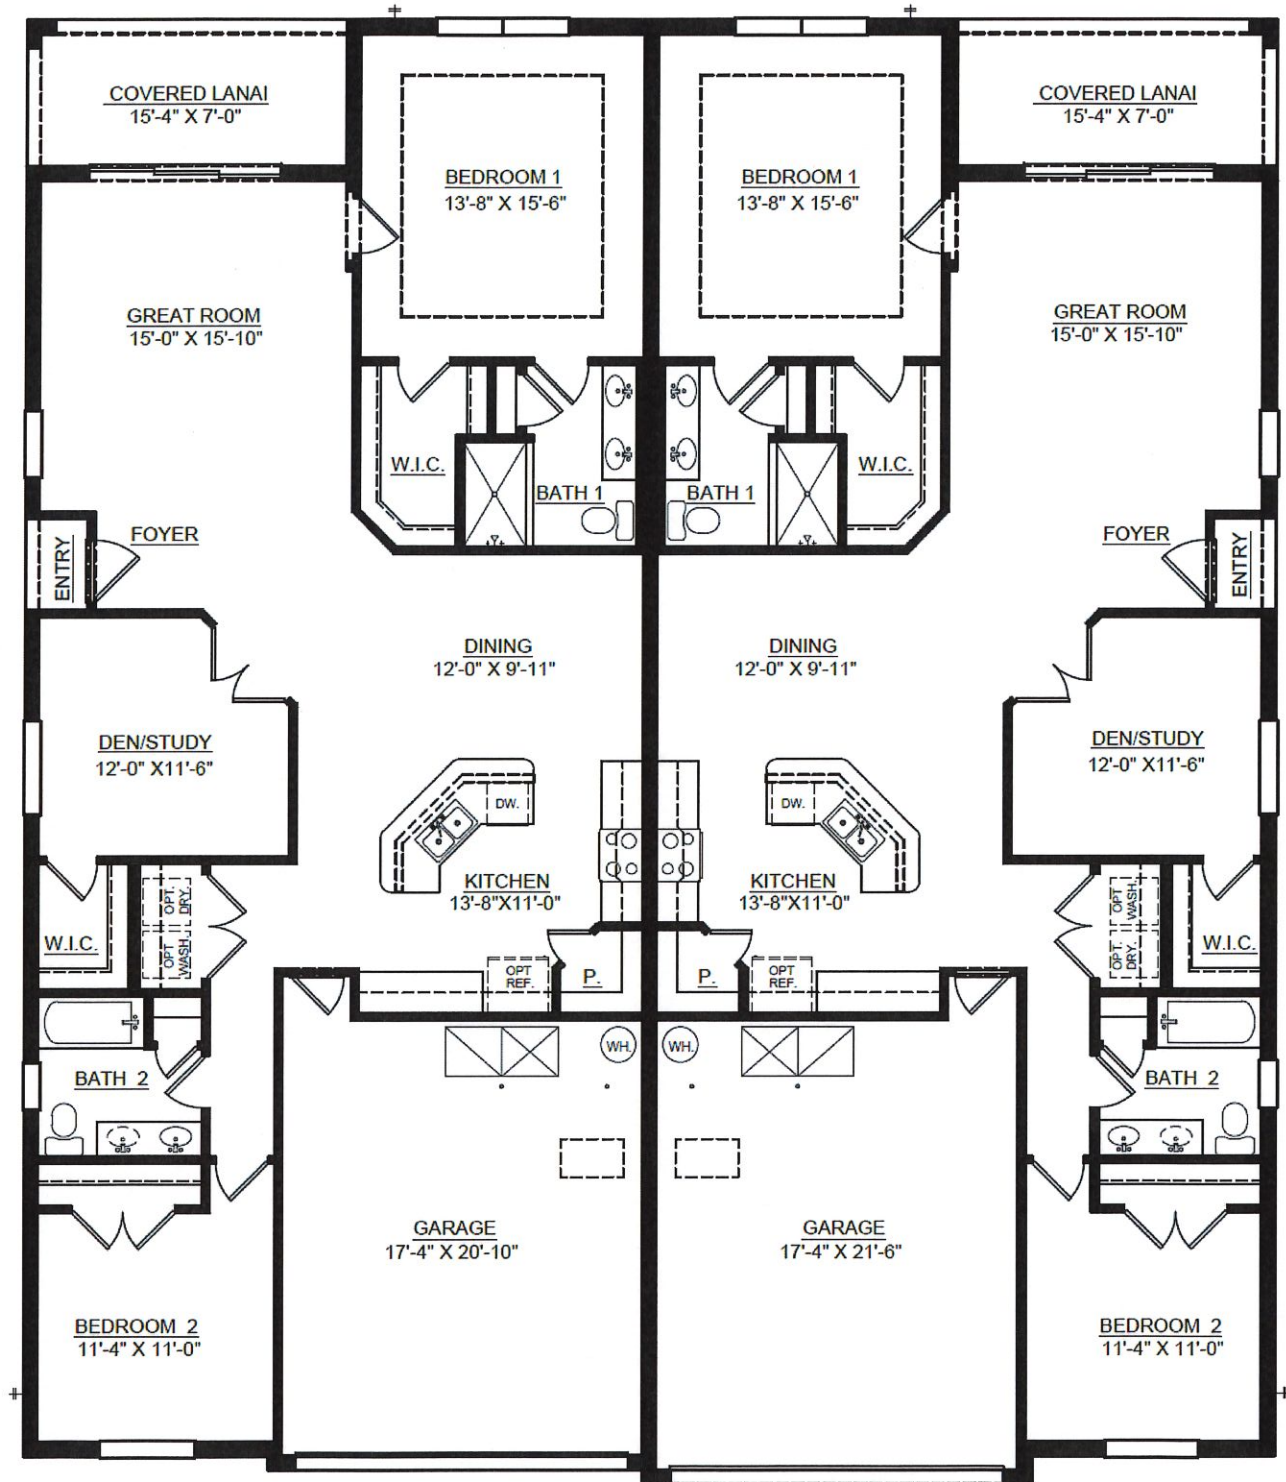 COVERED LANAI
15'-4" X 7'-0"
COVERED LANAI
15'-4" X 7'-0"
BEDROOM 1
13'-8" X 15'-6"
BEDROOM 1
13'-8" X 15'-6"
GREAT ROOM
15'-0" X 15'-10"
GREAT ROOM
15'-0" X 15'-10"
W.I.C.
BATH 1
BATH 1
W.I.C.
ENTRY
FOYER
FOYER
ENTRY
DINING
12'-0" X 9'-11"
DINING
12'-0" X 9'-11"
DEN/STUDY
12'-0" X11'-6"
DEN/STUDY
12'-0" X11'-6"
DW.
DW.
KITCHEN
13'-8"X11'-0"
KITCHEN
13'-8"X11'-0"
OPT.
DRY.
OPT
WASH.
W.I.C.
OPT
WASH.
OPT.
DRY.
W.I.C.
OPT
REF.
P.
P.
OPT
REF.
WH.
WH.
BATH 2
BATH 2
GARAGE
17'-4" X 20'-10"
GARAGE
17'-4" X 21'-6"
BEDROOM 2
11'-4" X 11'-0"
BEDROOM 2
11'-4" X 11'-0"